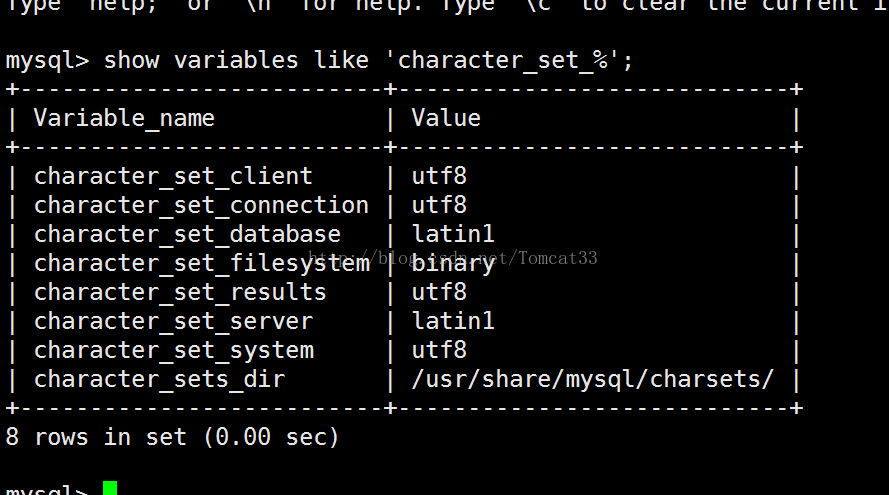 Type 'help;' or '\h' for help. Type '\c' to clear the current i
mysql> show variables like 'character_set_%';
+--------------------------+----------------------------+
| Variable_name            | Value                      |
+--------------------------+----------------------------+
| character_set_client     | utf8                       |
| character_set_connection | utf8                       |
| character_set_database   | latin1                     |
| character_set_filesystem | binary                     |
| character_set_results    | utf8                       |
| character_set_server     | latin1                     |
| character_set_system     | utf8                       |
| character_sets_dir       | /usr/share/mysql/charsets/ |
+--------------------------+----------------------------+
8 rows in set (0.00 sec)
mysql>
http://blog.csdn.net/Tomcat33